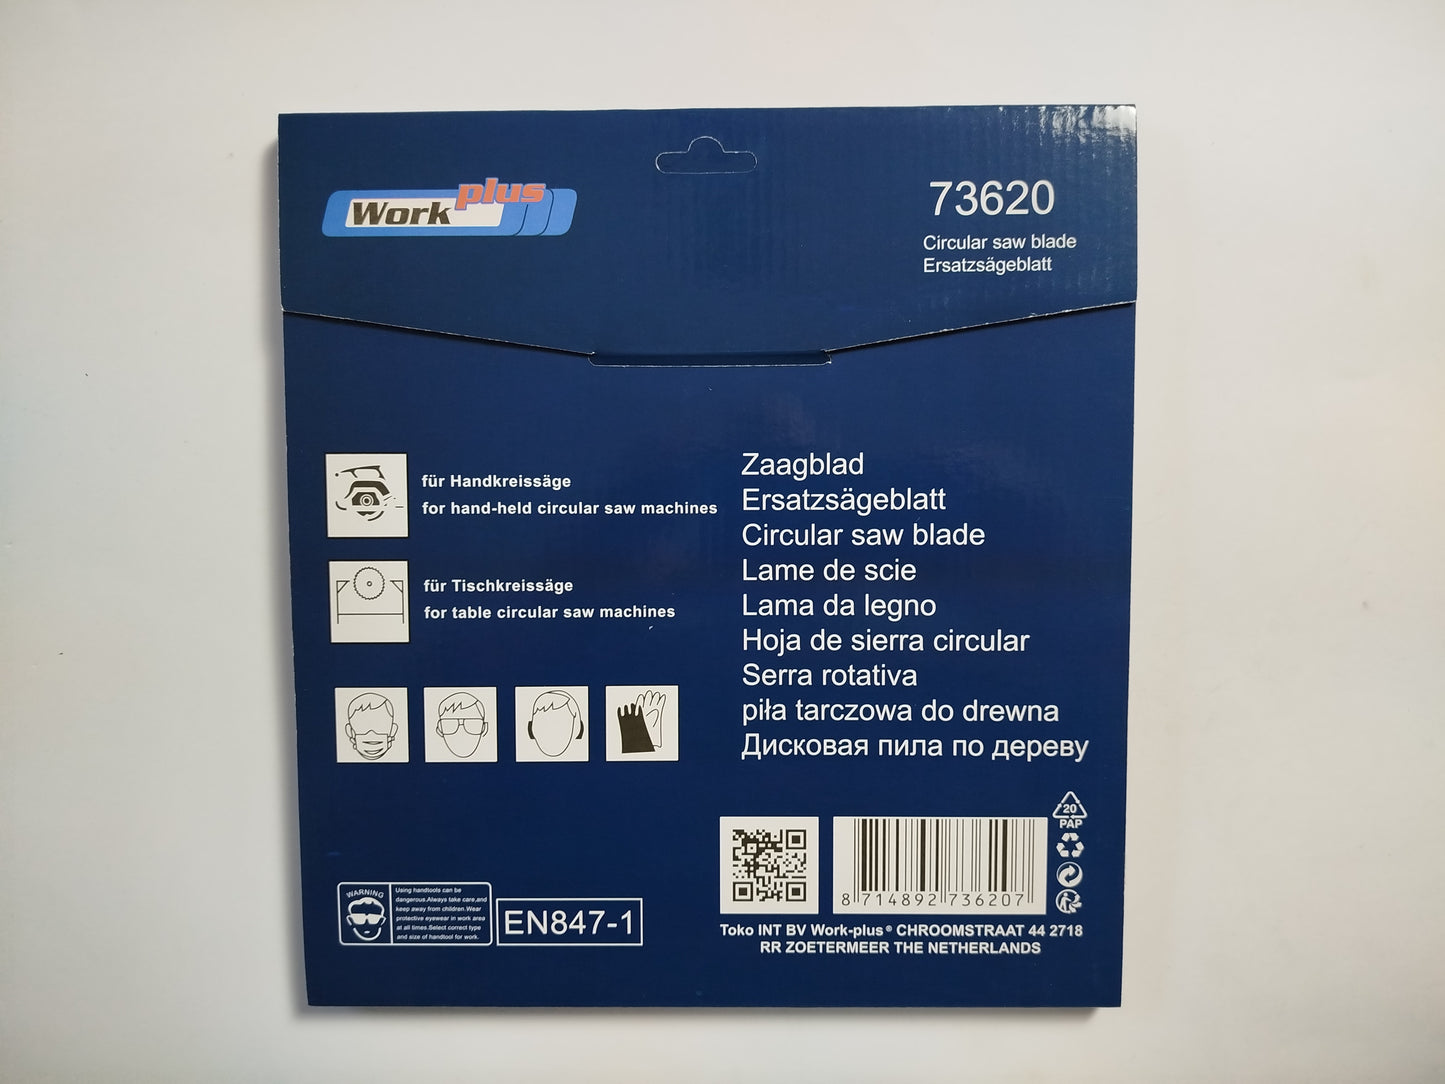 Work plus
73620
Circular saw blade
Ersatzsägeblatt
für Handkreissäge
for hand-held circular saw machines
für Tischkreissäge
for table circular saw machines
Zaagblad
Ersatzsägeblatt
Circular saw blade
Lame de scie
Lama da legno
Hoja de sierra circular
Serra rotativa
piła tarczowa do drewna
Дисковая пила по дереву
WARNING
Using handtools can be
dangerous.Always take care,and
keep away from children.Wear
protective eyewear in work area
at all times.Select correct type
and size of handtool for work.
EN847-1
8 714892 736207
20
PAP
Toko INT BV Work-plus® CHROOMSTRAAT 44 2718
RR ZOETERMEER THE NETHERLANDS